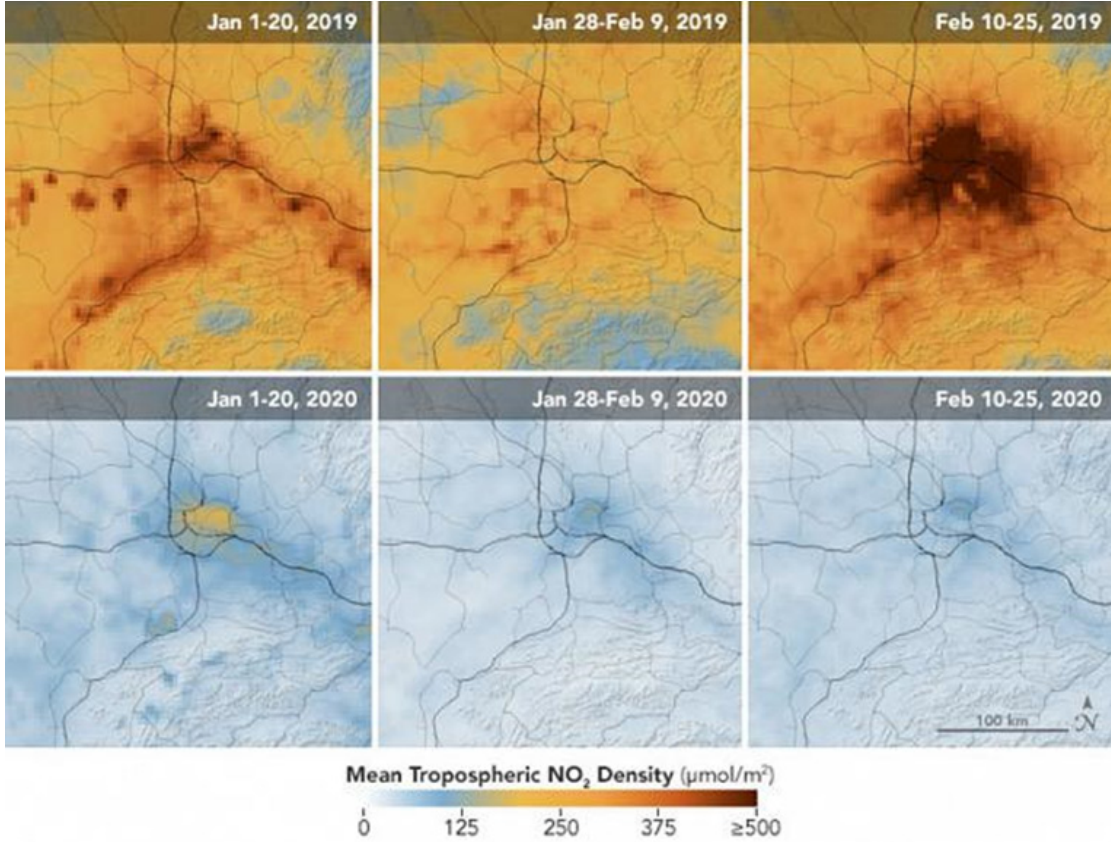 Jan 1-20, 2019
Jan 28-Feb 9, 2019
Feb 10-25, 2019
Jan 1-20, 2020
Jan 28-Feb 9, 2020
Feb 10-25, 2020
100 km
N
Mean Tropospheric NO₂ Density (µmol/m²)
0 125 250 375 ≥500